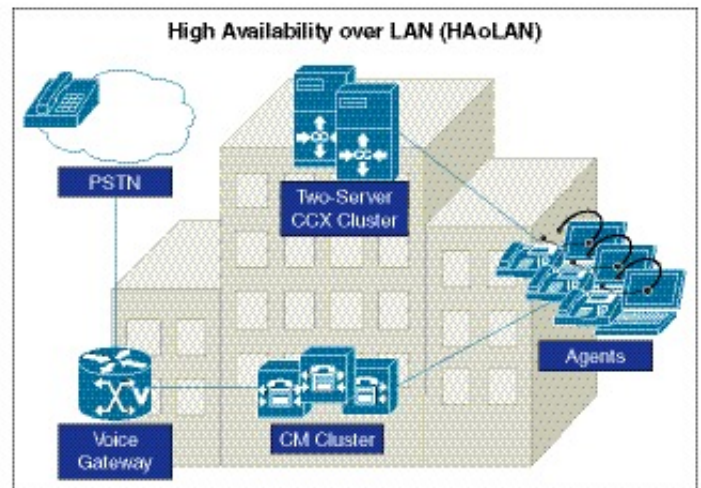 High Availability over LAN (HAoLAN)
PSTN
Two-Server
CCX Cluster
Agents
Voice
Gateway
CM Cluster